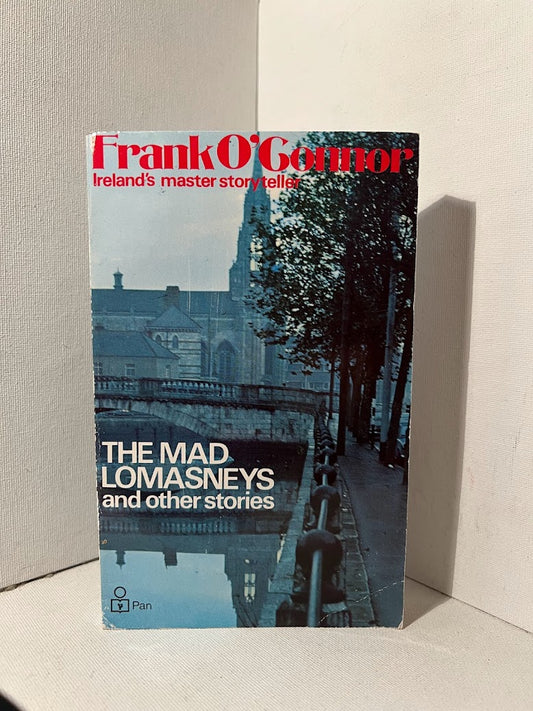 Frank O'Connor
Ireland's master storyteller
THE MAD
LOMASNEYS
and other stories
Pan